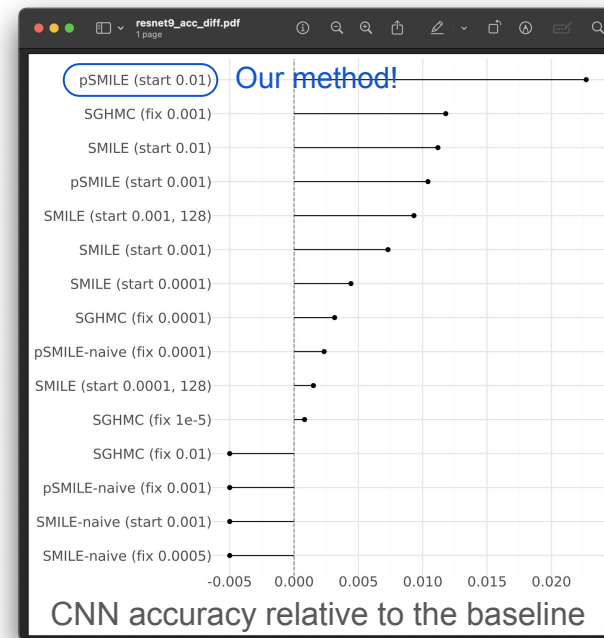 resnet9_acc_diff.pdf
1 page
pSMILE (start 0.01)
Our method!
SGHMC (fix 0.001)
SMILE (start 0.01)
pSMILE (start 0.001)
SMILE (start 0.001, 128)
SMILE (start 0.001)
SMILE (start 0.0001)
SGHMC (fix 0.0001)
pSMILE-naive (fix 0.0001)
SMILE (start 0.0001, 128)
SGHMC (fix 1e-5)
SGHMC (fix 0.01)
pSMILE-naive (fix 0.001)
SMILE-naive (start 0.001)
SMILE-naive (fix 0.0005)
-0.005 0.000 0.005 0.010 0.015 0.020
CNN accuracy relative to the baseline